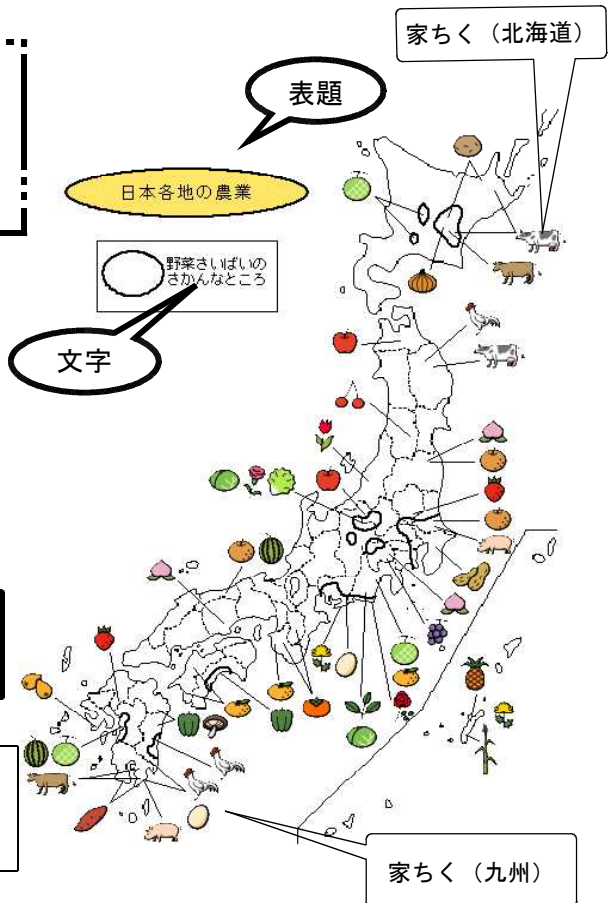 家ちく（北海道）
表題
日本各地の農業
野菜さいばいの
さかんなところ
文字
家ちく（九州）